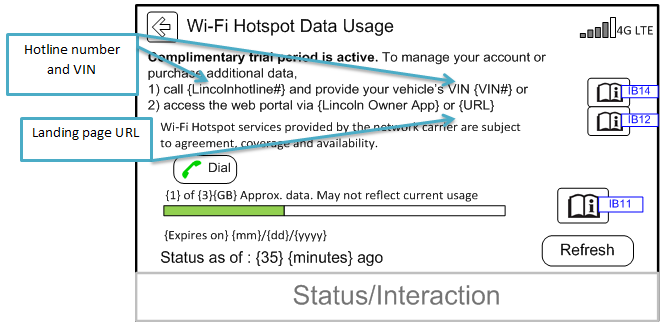 Wi-Fi Hotspot Data Usage
4G LTE
Hotline number
and VIN
Complimentary trial period is active. To manage your account or
purchase additional data,
1) call {Lincolnhotline#} and provide your vehicle's VIN {VIN#} or
2) access the web portal via {Lincoln Owner App} or {URL}
IB14
IB12
Landing page URL
Wi-Fi Hotspot services provided by the network carrier are subject
to agreement, coverage and availability.
Dial
{1} of {3}{GB} Approx. data. May not reflect current usage
IB11
{Expires on} {mm}/{dd}/{yyyy}
Status as of : {35} {minutes} ago
Refresh
Status/Interaction